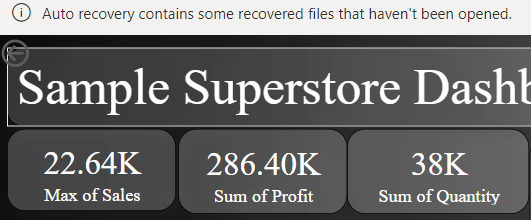 Auto recovery contains some recovered files that haven't been opened.
Sample Superstore Dashb
22.64K
Max of Sales
286.40K
Sum of Profit
38K
Sum of Quantity